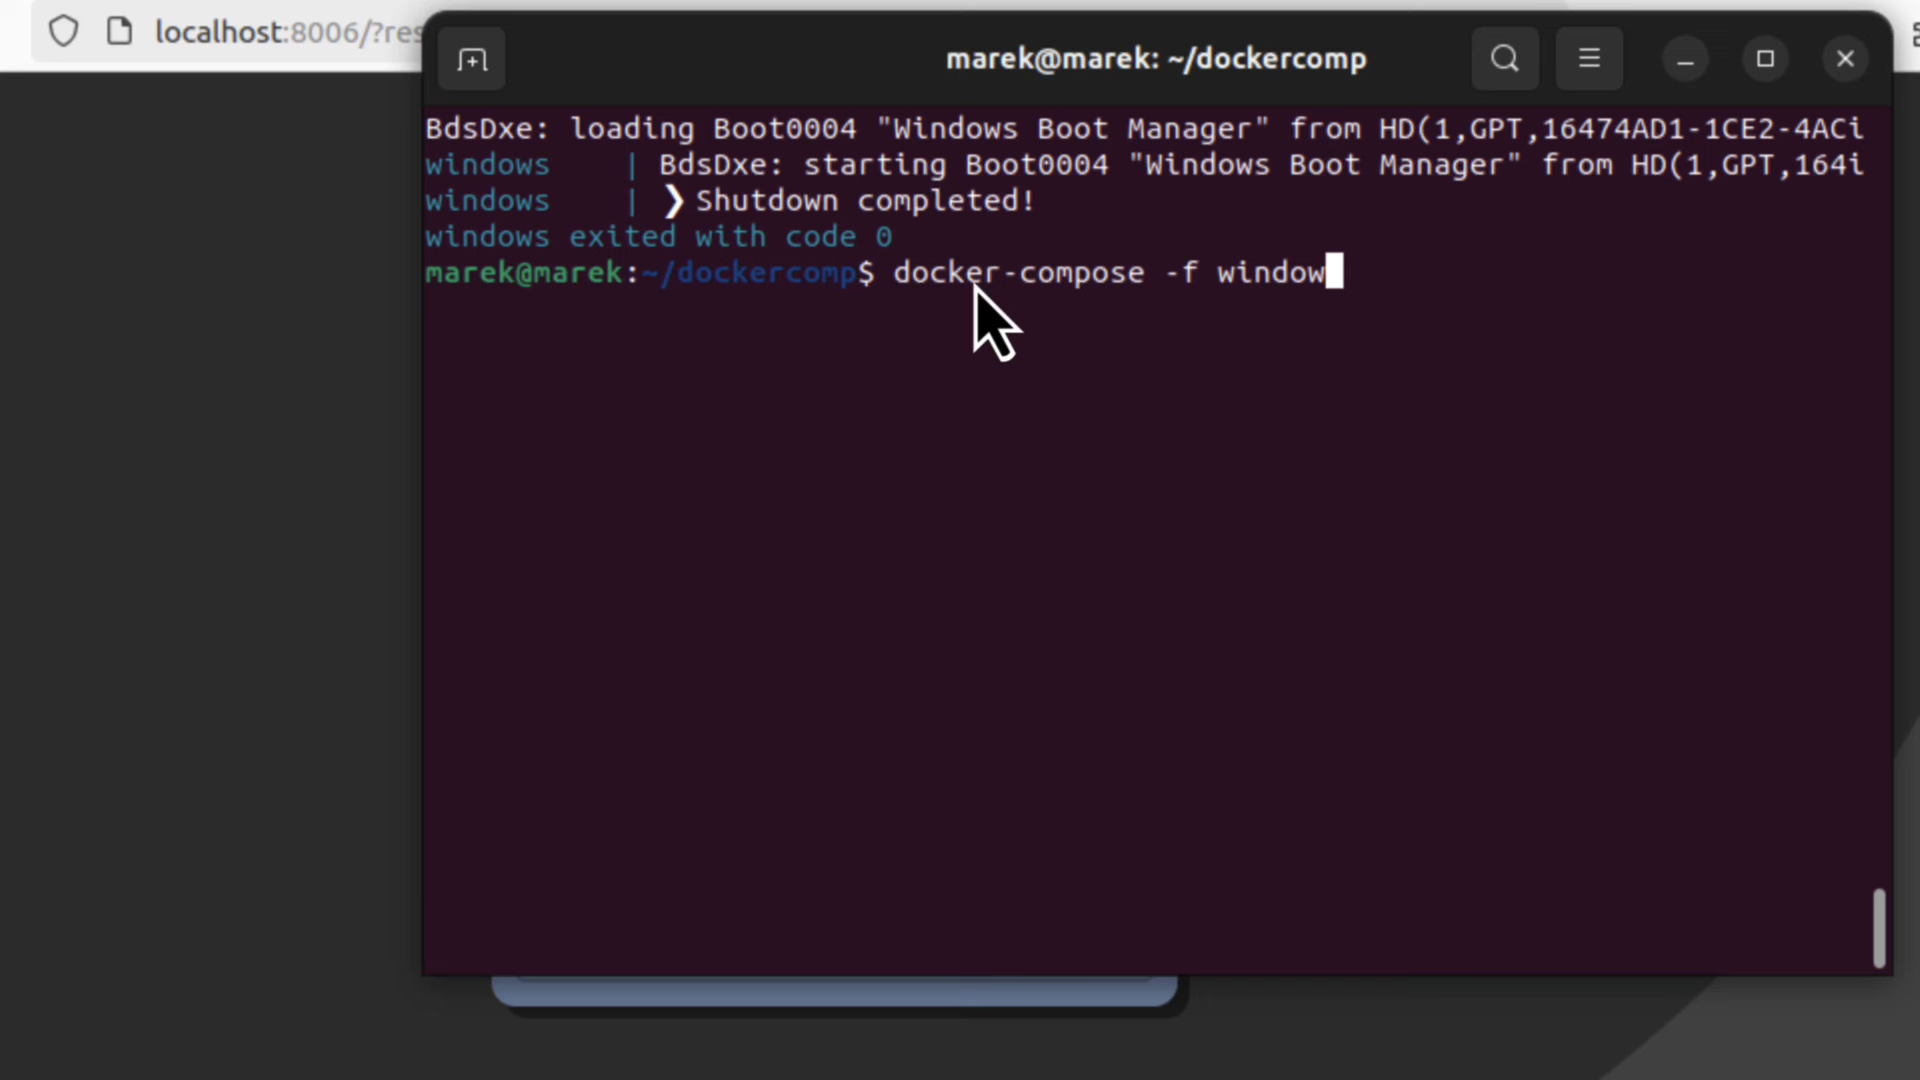 localhost:8006/?res
marek@marek: ~/dockercomp
BdsDxe: loading Boot0004 "Windows Boot Manager" from HD(1,GPT,16474AD1-1CE2-4ACi
windows | BdsDxe: starting Boot0004 "Windows Boot Manager" from HD(1,GPT,164i
windows | ❯ Shutdown completed!
windows exited with code 0
marek@marek:~/dockercomp$ docker-compose -f window